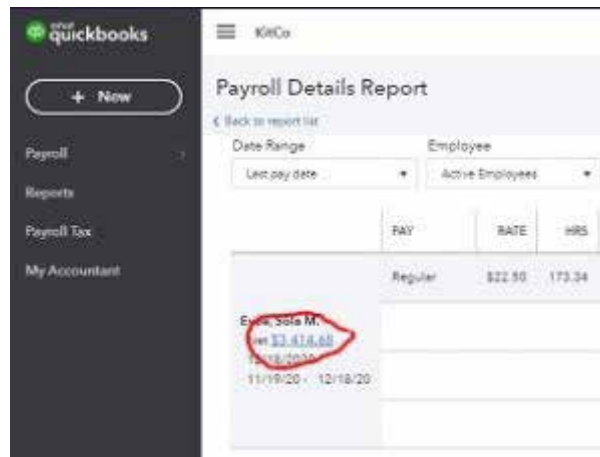 intuit
quickbooks
KitCo
+ New
Payroll Details Report
Back to report list
Date Range
Employee
Last pay date
Active Employees
Payroll
Reports
Payroll Tax
My Accountant
PAY
RATE
HRS
Regular
$22.50
173.34
Sofa M.
$3,414.68
11/19/20 - 12/18/20